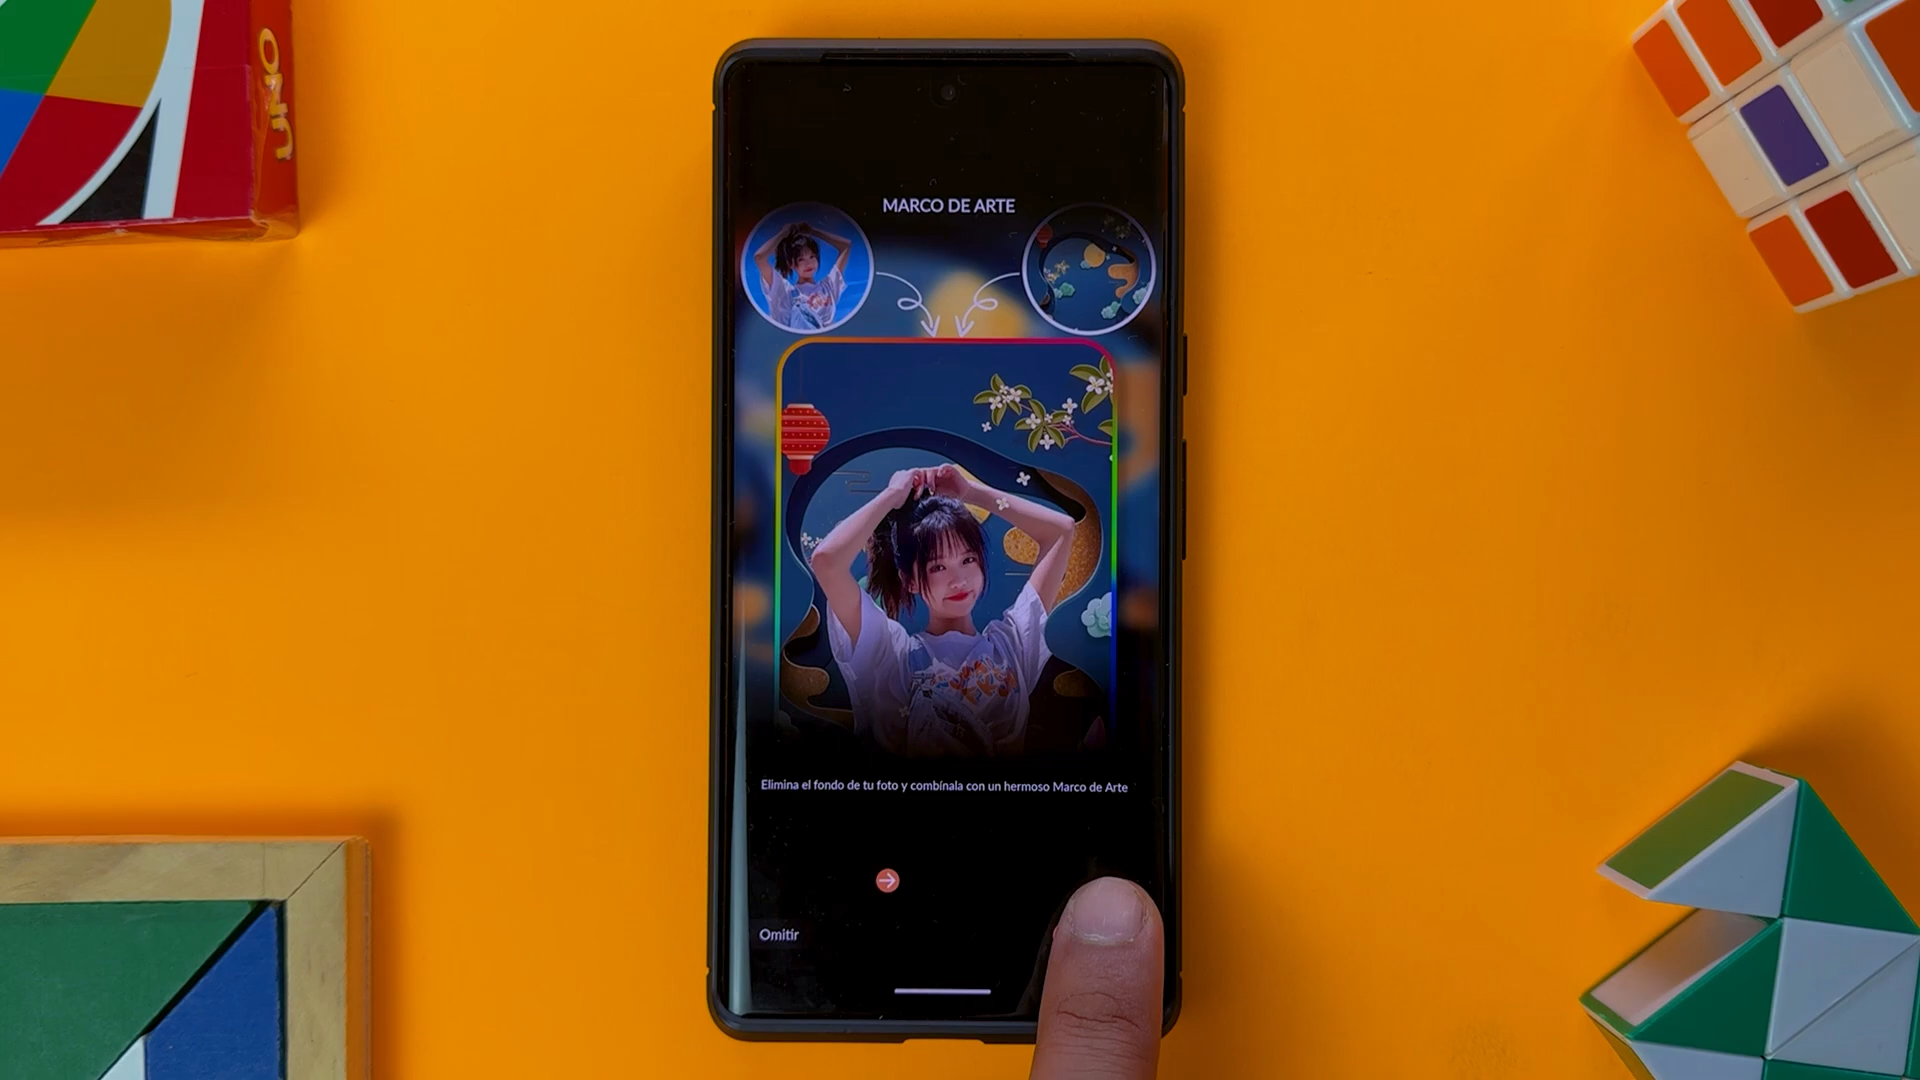 UNO
MARCO DE ARTE
Elimina el fondo de tu foto y combínala con un hermoso Marco de Arte
Omitir